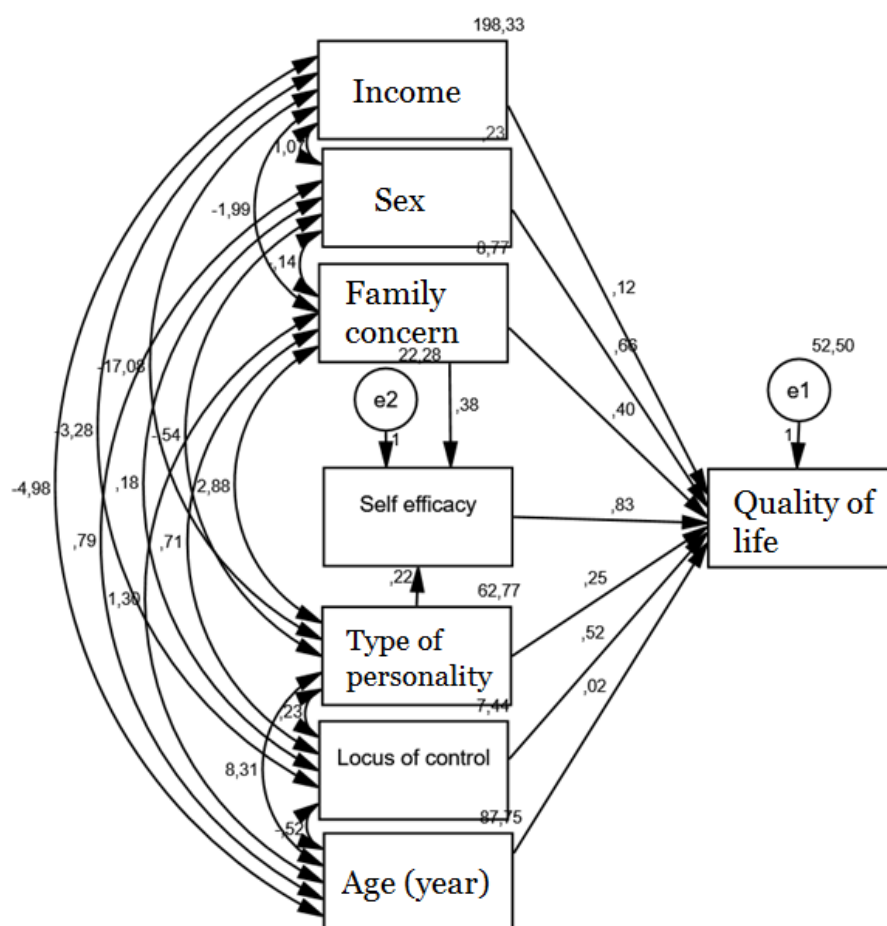 198,33
Income
,23
1,07
Sex
-1,99
8,77
,14
Family
concern
,12
22,28
,66
52,50
e2
e1
,38
,40
1
1
-17,08
-3,28
-,54
Self efficacy
,83
Quality of
life
-4,98
,18
2,88
,79
,71
,22
62,77
,25
1,30
Type of
personality
,52
,23
7,44
,02
Locus of control
8,31
87,75
-,52
Age (year)